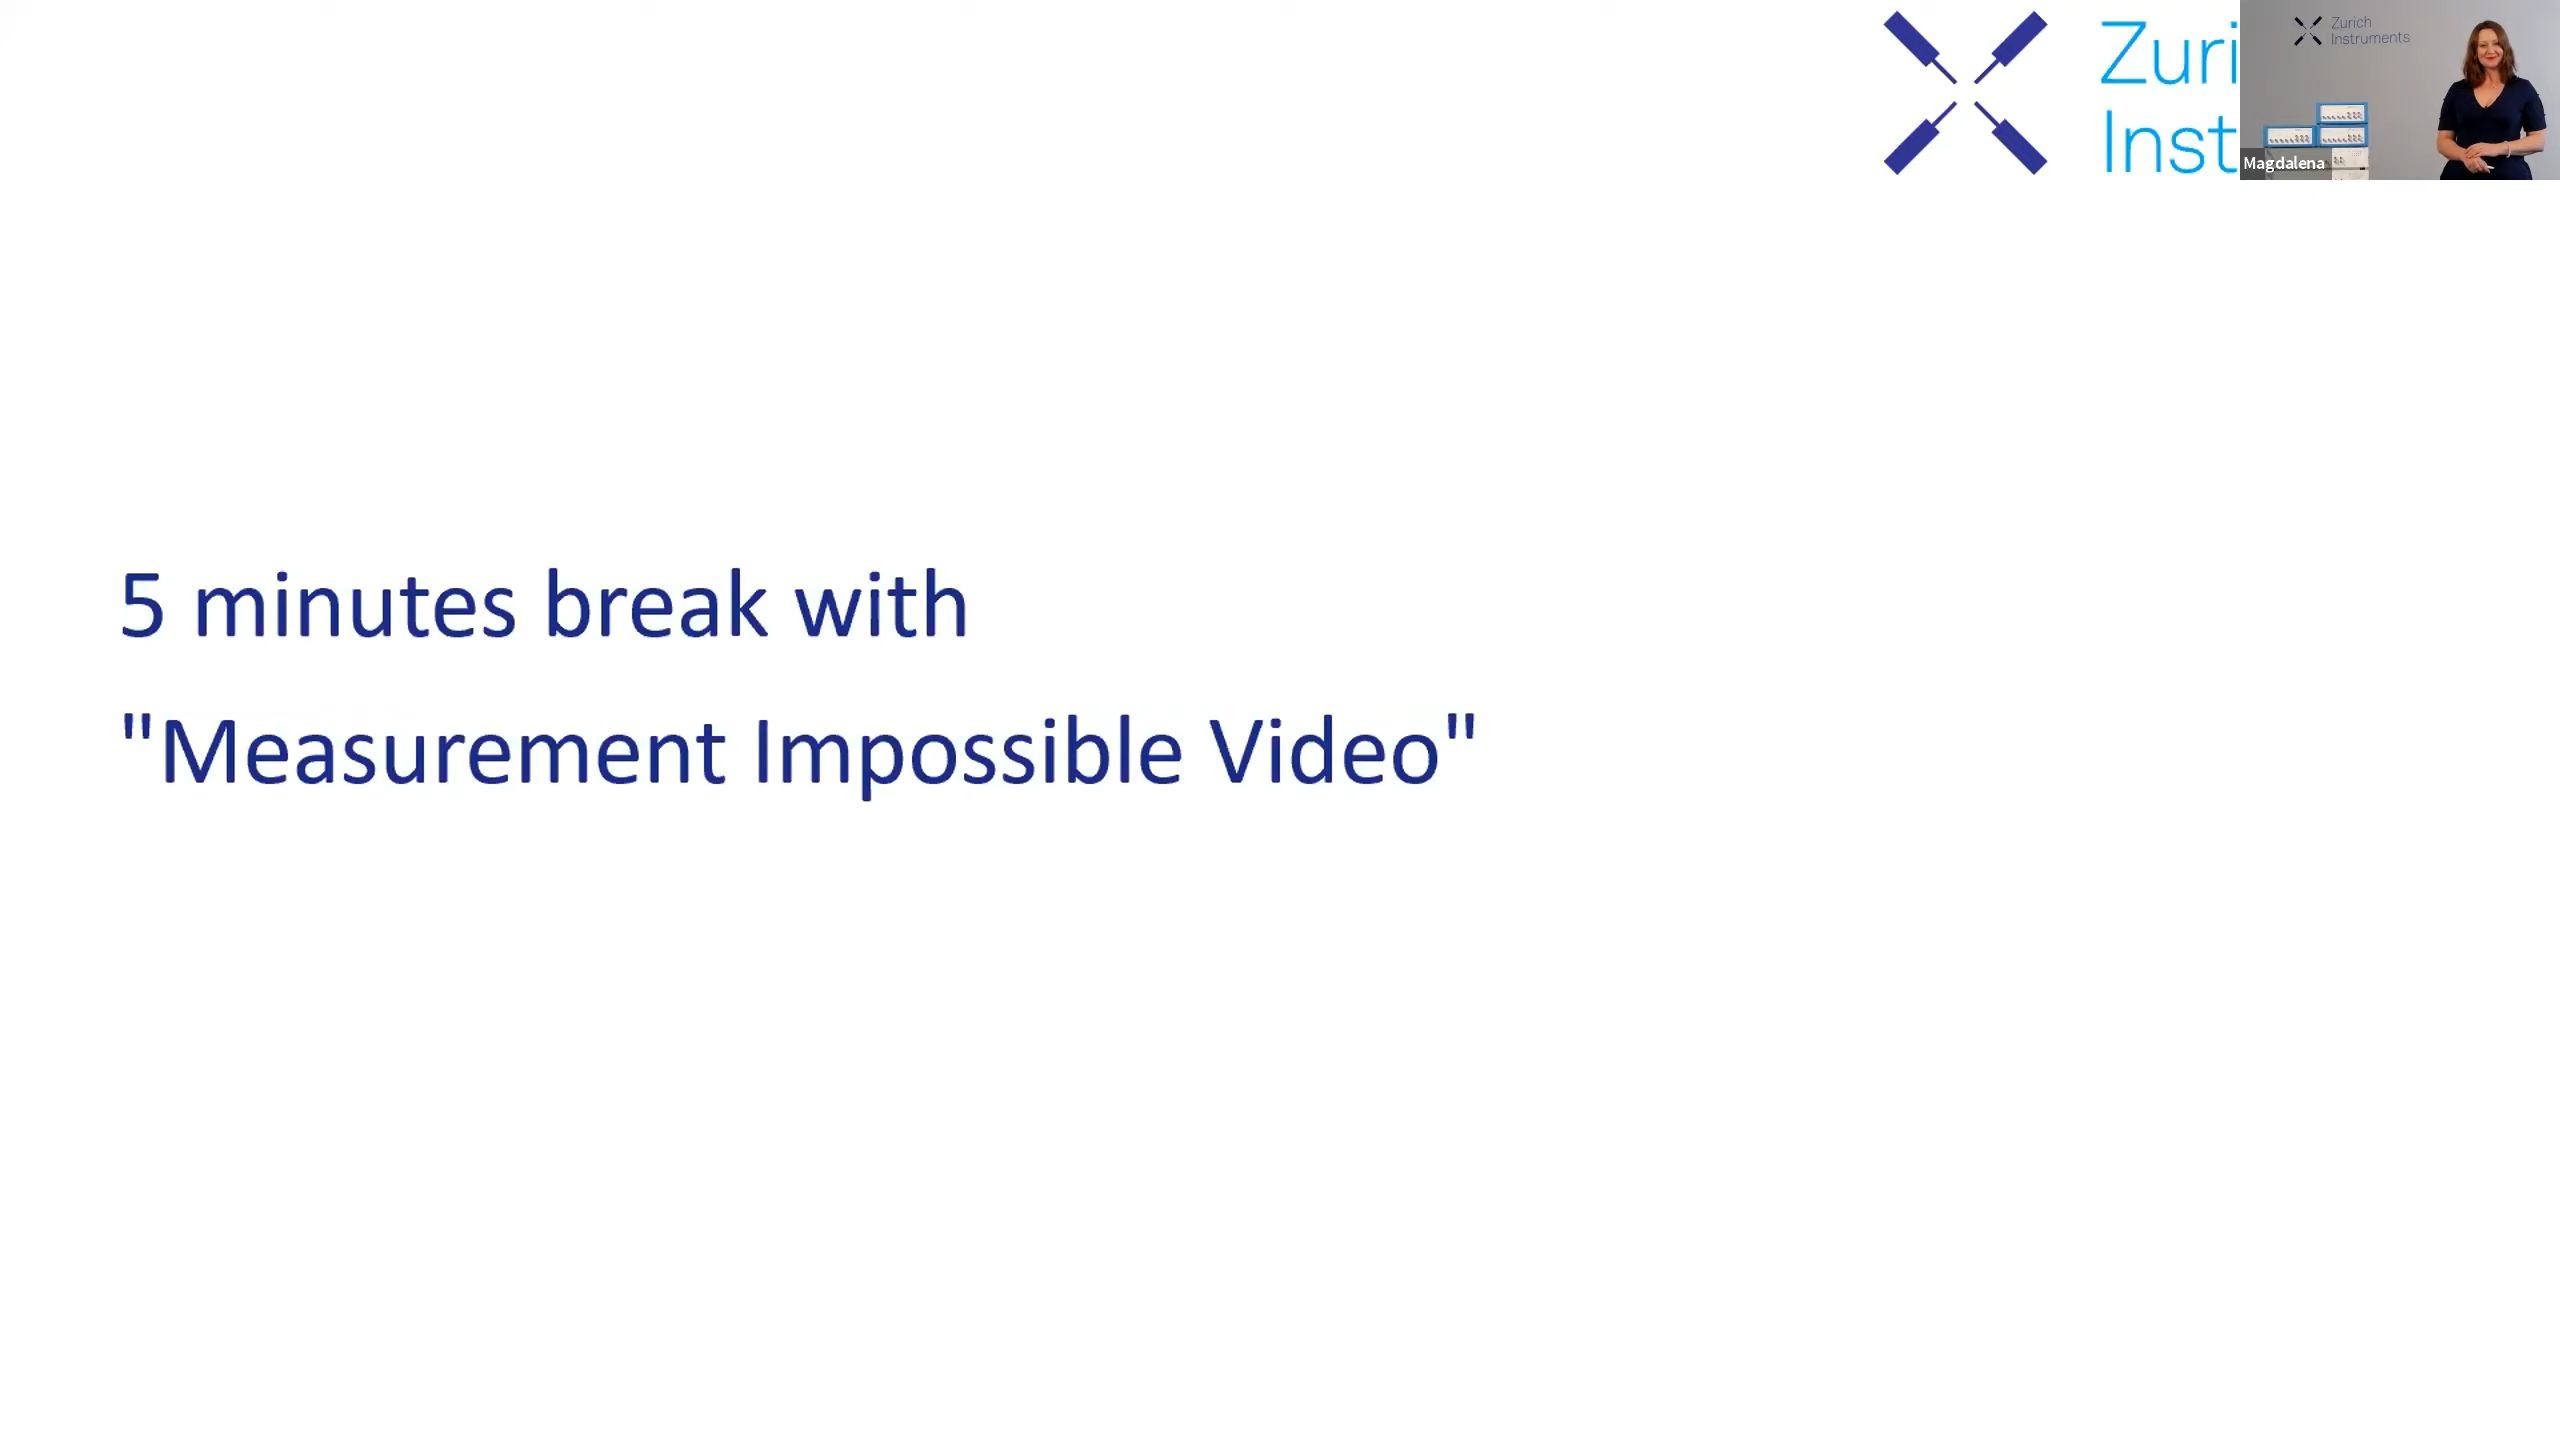 Zuri
Inst
Zurich
Instruments
Magdalena
5 minutes break with
"Measurement Impossible Video"